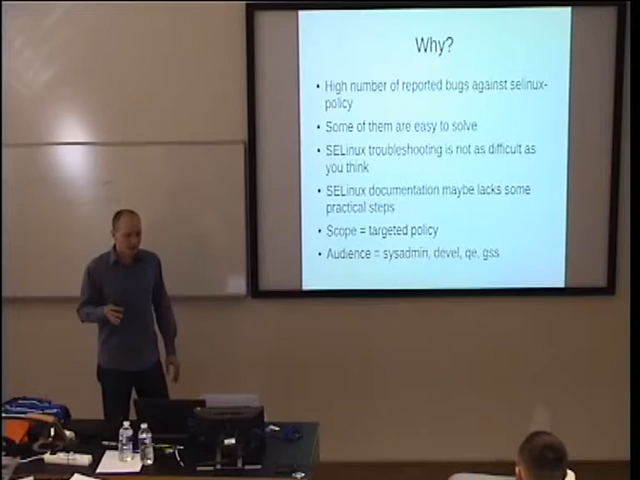 Why?
• High number of reported bugs against selinux-
policy
• Some of them are easy to solve
• SELinux troubleshooting is not as difficult as
you think
• SELinux documentation maybe lacks some
practical steps
• Scope = targeted policy
• Audience = sysadmin, devel, qe, gss